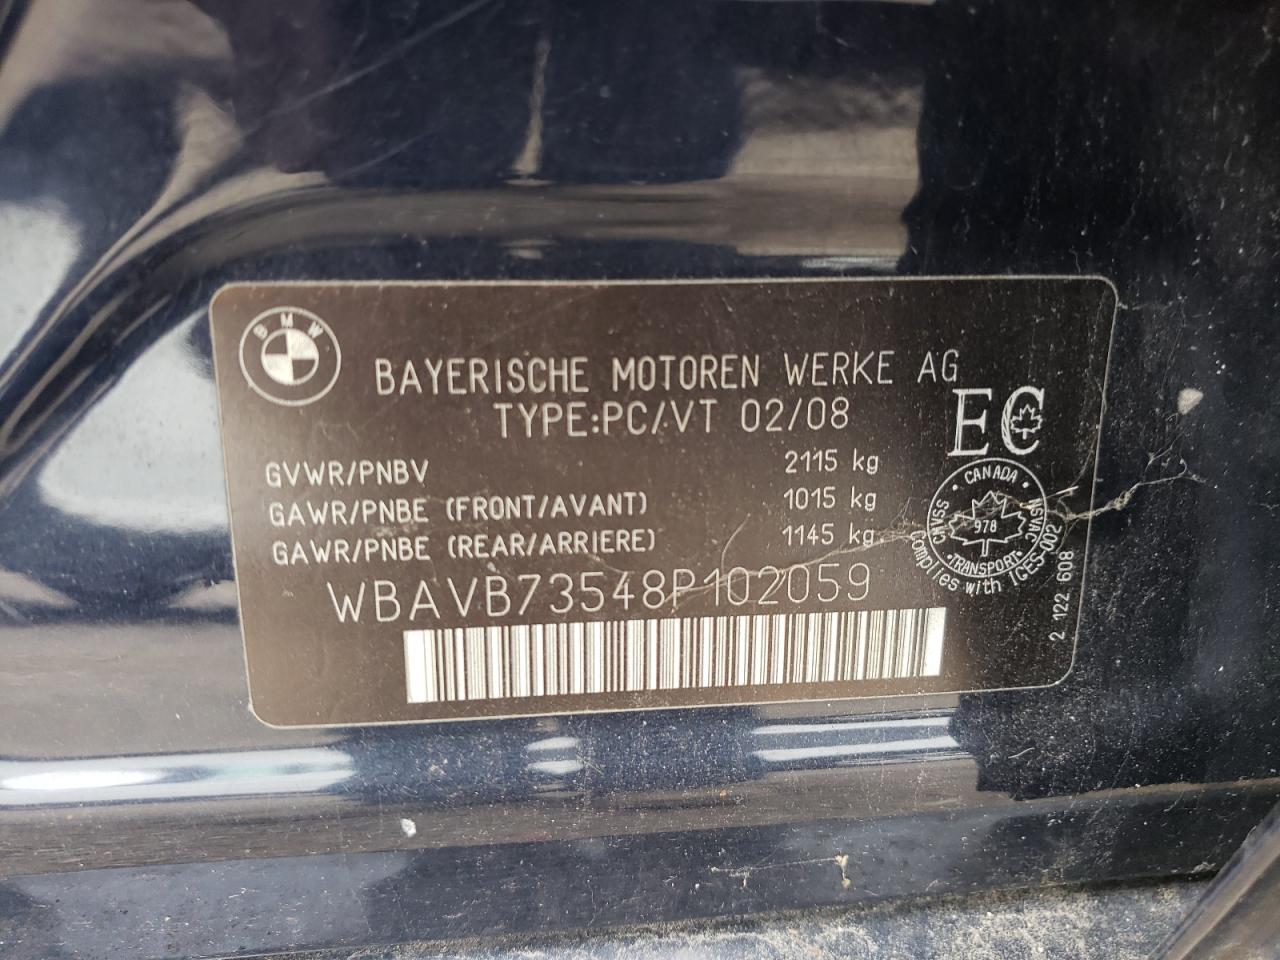 BMW
BAYERISCHE MOTOREN WERKE AG
TYPE:PC/VT 02/08
EC
GVWR/PNBV 2115 kg
GAWR/PNBE (FRONT/AVANT) 1015 kg
GAWR/PNBE (REAR/ARRIERE) 1145 kg
CANADA
CMVSS NSVAC
978
TRANSPORT
Complies with ICES-002
2 122 608
WBAVB73548P102059